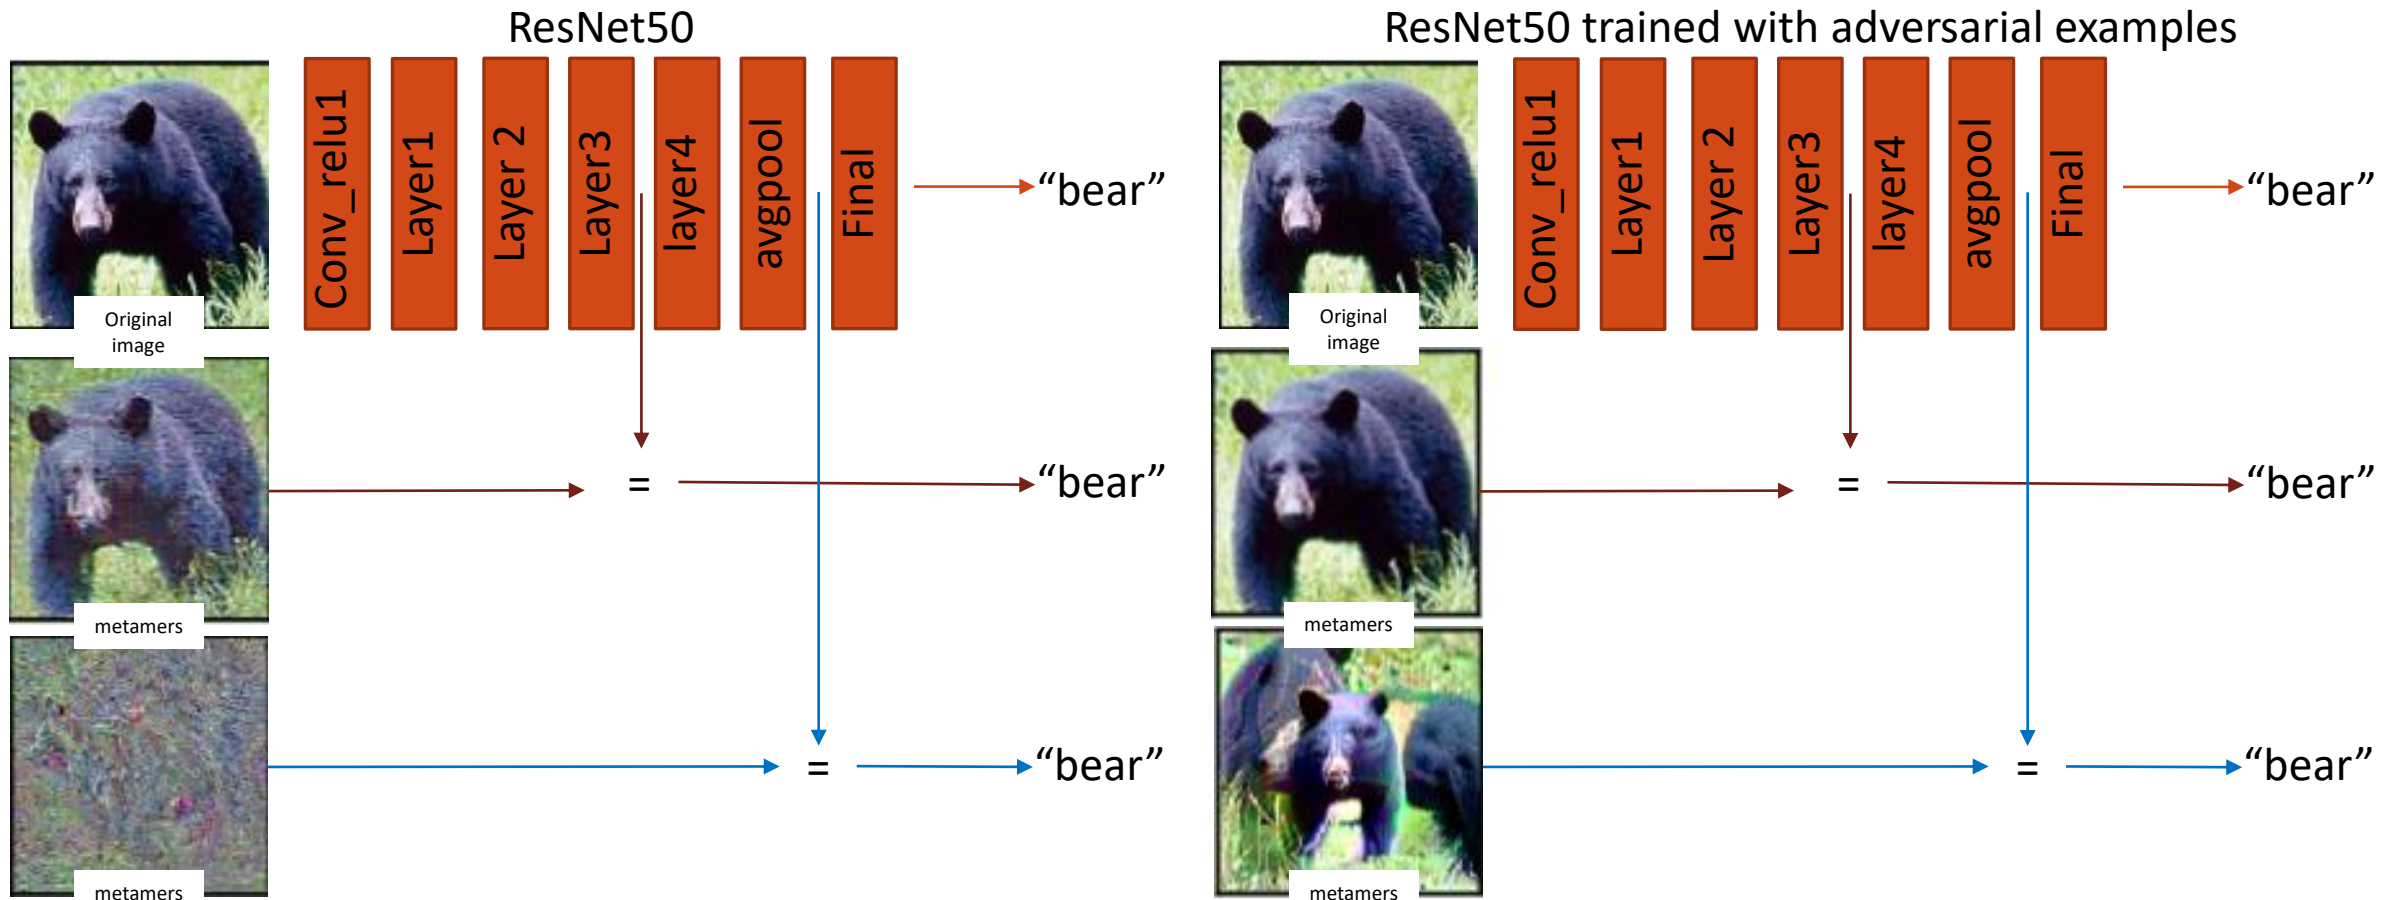 ResNet50
Original
image
Conv_relu1
Layer1
Layer 2
Layer3
layer4
avgpool
Final
“bear”
metamers
=
“bear”
metamers
=
“bear”
ResNet50 trained with adversarial examples
Original
image
Conv_relu1
Layer1
Layer 2
Layer3
layer4
avgpool
Final
“bear”
metamers
=
“bear”
metamers
=
“bear”